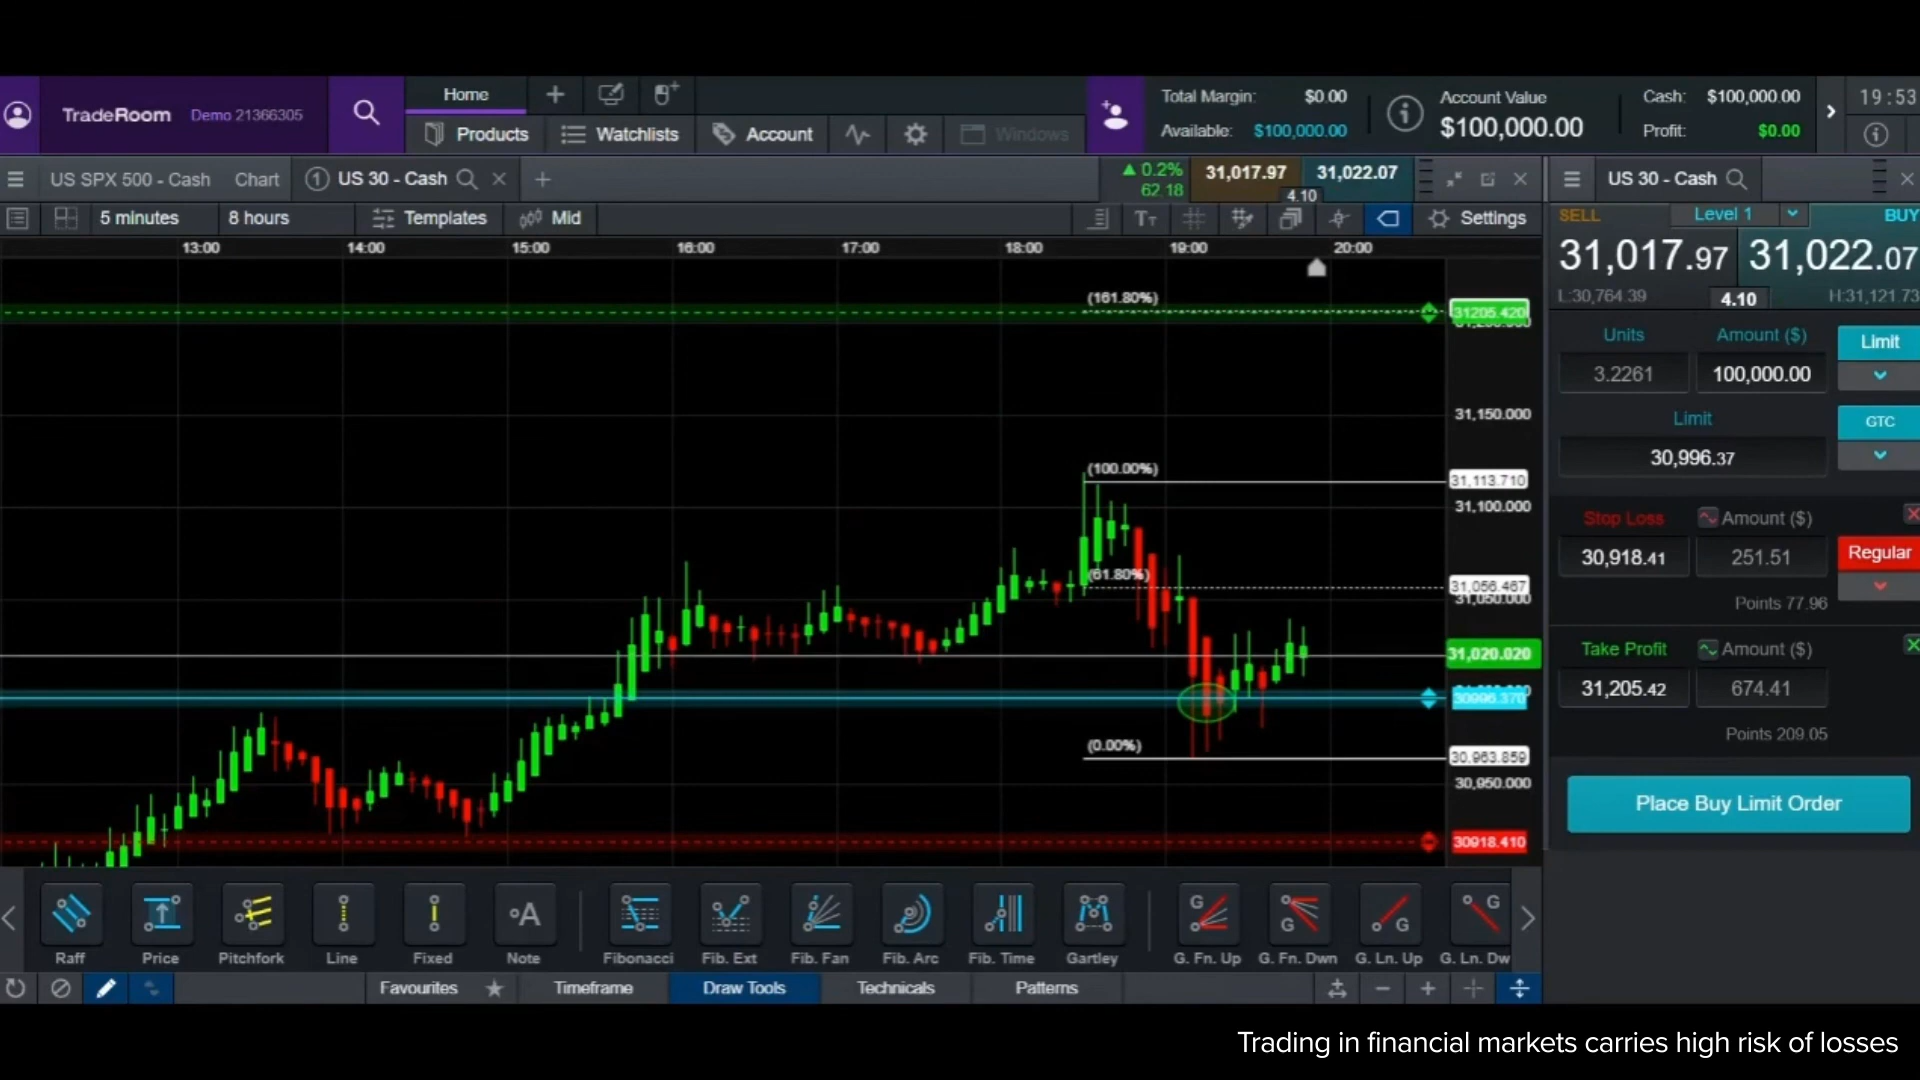 TradeRoom Demo 21366305
Home
Products Watchlists Account Windows
Total Margin: $0.00
Available: $100,000.00
Account Value
$100,000.00
Cash: $100,000.00
Profit: $0.00
19:53
US SPX 500 - Cash Chart 1 US 30 - Cash
0.2%
62.18
31,017.97 31,022.07
4.10
US 30 - Cash
5 minutes 8 hours Templates Mid Settings
13:00 14:00 15:00 16:00 17:00 18:00 19:00 20:00
SELL Level 1 BUY
31,017.97 31,022.07
L:30,764.39 4.10 H:31,121.73
Units Amount ($) Limit
3.2261 100,000.00
Limit GTC
30,996.37
Stop Loss Amount ($)
30,918.41 251.51 Regular
Points 77.96
Take Profit Amount ($)
31,205.42 674.41
Points 209.05
Place Buy Limit Order
(161.80%)
31205.420
31,150.000
(100.00%)
31,113.710
31,100.000
(61.80%)
31,056.467
31,050.000
31,020.020
30996.370
(0.00%)
30,963.859
30,950.000
30918.410
Raff Price Pitchfork Line Fixed Note Fibonacci Fib. Ext Fib. Fan Fib. Arc Fib. Time Gartley G. Fn. Up G. Fn. Dwn G. Ln. Up G. Ln. Dw
Favourites Timeframe Draw Tools Technicals Patterns
Trading in financial markets carries high risk of losses